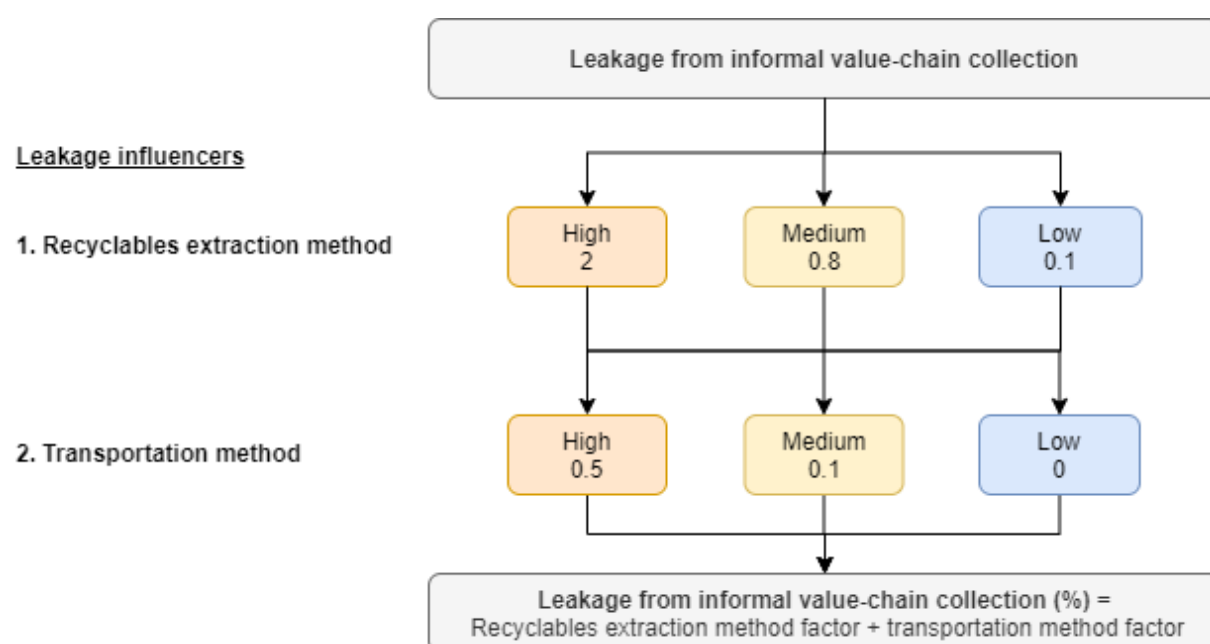 Leakage from informal value-chain collection
Leakage influencers
1. Recyclables extraction method
High
2
Medium
0.8
Low
0.1
2. Transportation method
High
0.5
Medium
0.1
Low
0
Leakage from informal value-chain collection (%) =
Recyclables extraction method factor + transportation method factor